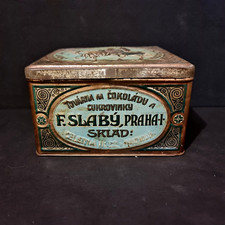 TOVÁRNA NA ČOKOLÁDU A
CUKROVINKY
F. SLABÝ, PRAHA-I-
SKLAD: